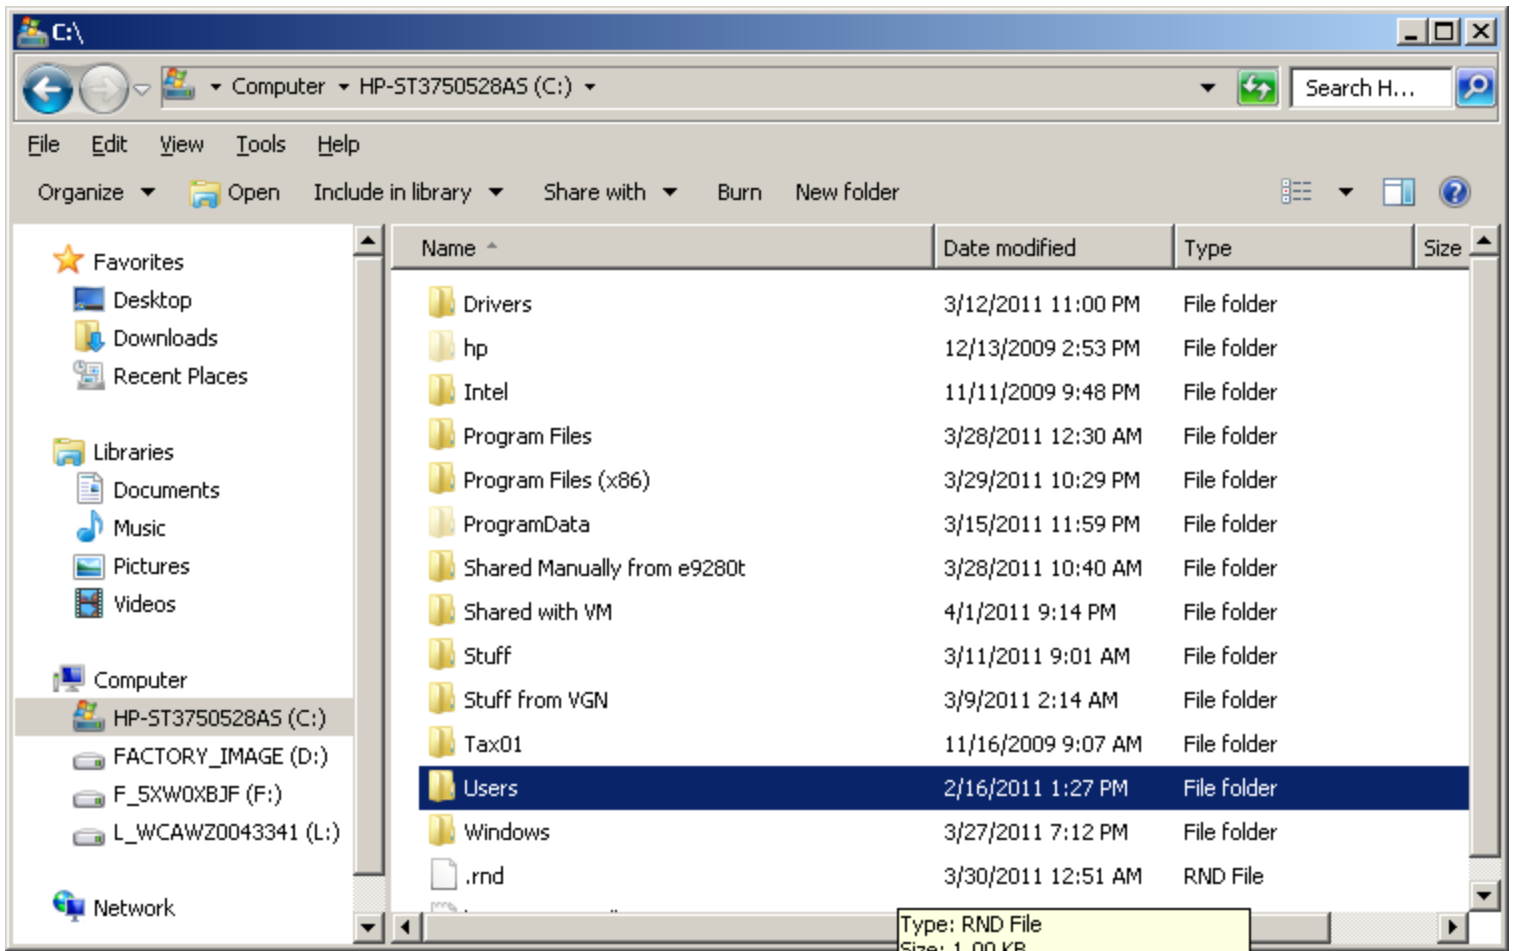 C:\
Computer HP-ST3750528AS (C:)
Search H...
File Edit View Tools Help
Organize Open Include in library Share with Burn New folder
Favorites
Desktop
Downloads
Recent Places
Libraries
Documents
Music
Pictures
Videos
Computer
HP-ST3750528AS (C:)
FACTORY_IMAGE (D:)
F_5XW0XBJF (F:)
L_WCAWZ0043341 (L:)
Network
Name Date modified Type Size
Drivers 3/12/2011 11:00 PM File folder
hp 12/13/2009 2:53 PM File folder
Intel 11/11/2009 9:48 PM File folder
Program Files 3/28/2011 12:30 AM File folder
Program Files (x86) 3/29/2011 10:29 PM File folder
ProgramData 3/15/2011 11:59 PM File folder
Shared Manually from e9280t 3/28/2011 10:40 AM File folder
Shared with VM 4/1/2011 9:14 PM File folder
Stuff 3/11/2011 9:01 AM File folder
Stuff from VGN 3/9/2011 2:14 AM File folder
Tax01 11/16/2009 9:07 AM File folder
Users 2/16/2011 1:27 PM File folder
Windows 3/27/2011 7:12 PM File folder
.rnd 3/30/2011 12:51 AM RND File
Type: RND File
Size: 1.00 KB